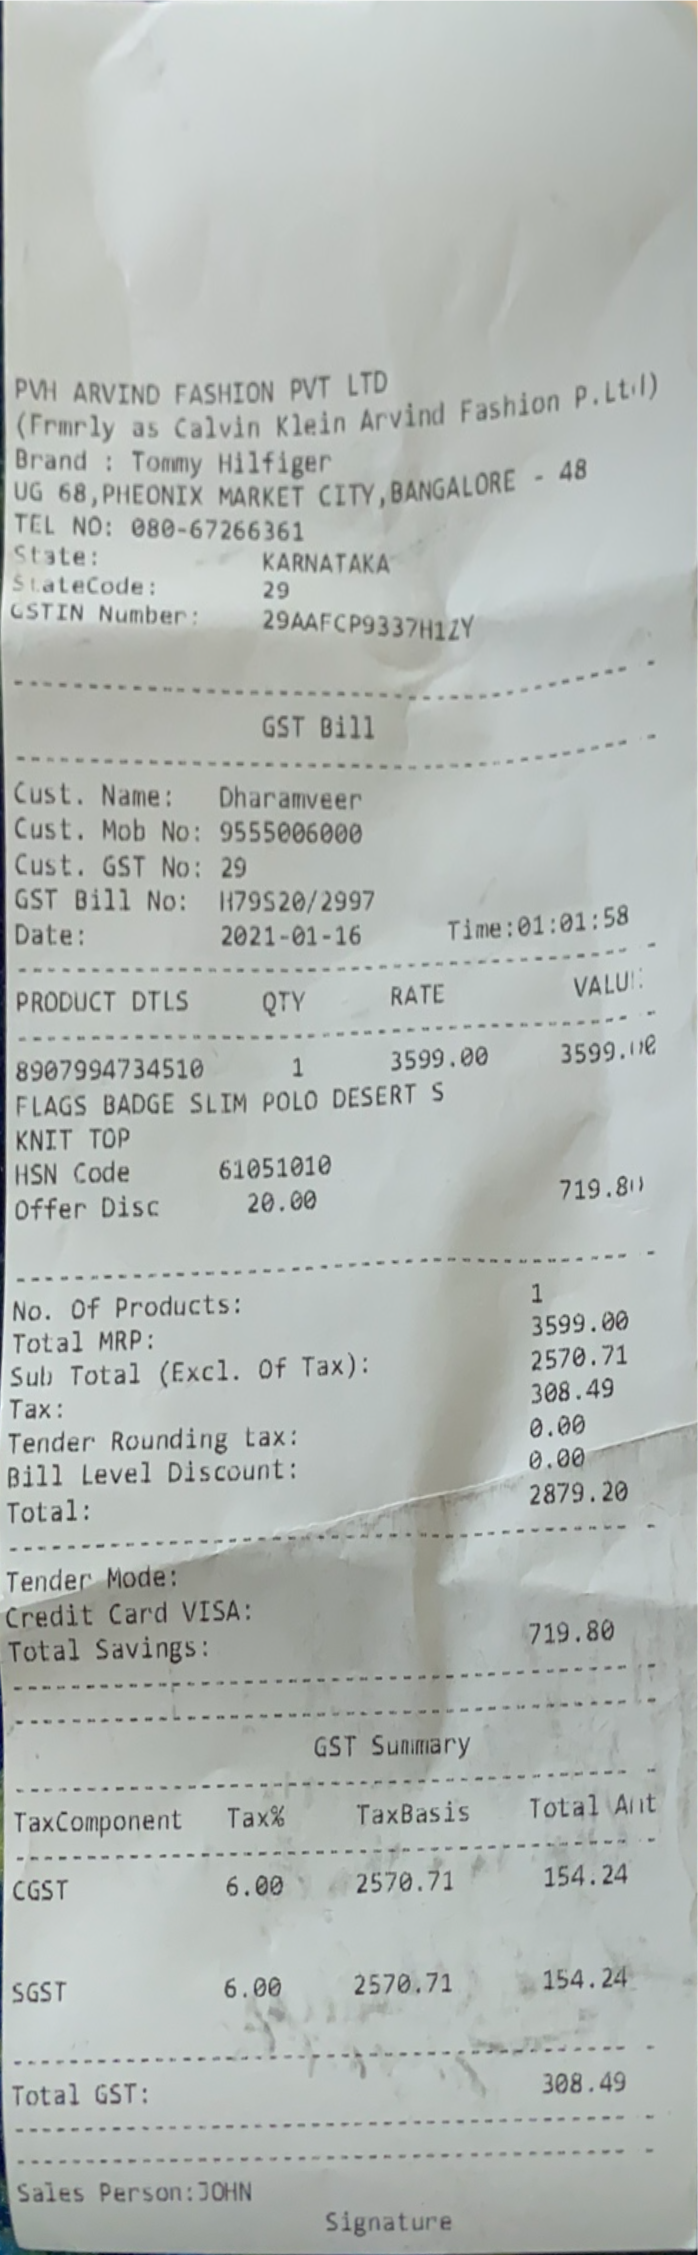 PVH ARVIND FASHION PVT LTD
(Frmrly as Calvin Klein Arvind Fashion P.Ltd)
Brand : Tommy Hilfiger
UG 68,PHEONIX MARKET CITY,BANGALORE - 48
TEL NO: 080-67266361
State: KARNATAKA
StateCode: 29
GSTIN Number: 29AAFCP9337H1ZY
GST Bill
Cust. Name: Dharamveer
Cust. Mob No: 9555006000
Cust. GST No: 29
GST Bill No: H79S20/2997
Date: 2021-01-16 Time:01:01:58
PRODUCT DTLS QTY RATE VALUE
8907994734510 1 3599.00 3599.00
FLAGS BADGE SLIM POLO DESERT S
KNIT TOP
HSN Code 61051010
Offer Disc 20.00 719.80
No. Of Products: 1
Total MRP: 3599.00
Sub Total (Excl. Of Tax): 2570.71
Tax: 308.49
Tender Rounding tax: 0.00
Bill Level Discount: 0.00
Total: 2879.20
Tender Mode:
Credit Card VISA:
Total Savings: 719.80
GST Summary
TaxComponent Tax% TaxBasis Total Amt
CGST 6.00 2570.71 154.24
SGST 6.00 2570.71 154.24
Total GST: 308.49
Sales Person:JOHN
Signature